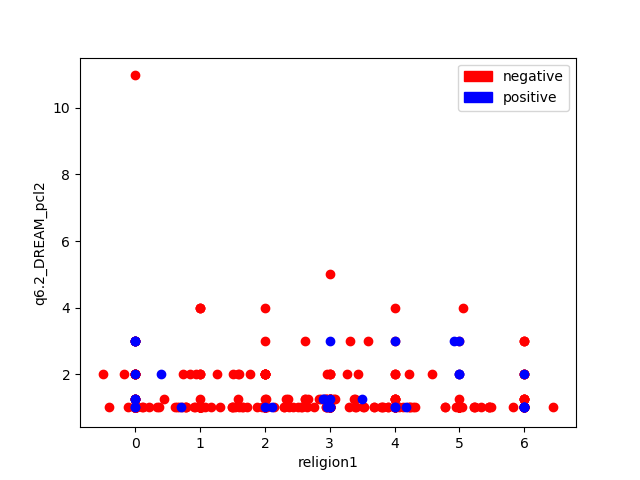 negative
positive
10
8
6
4
2
q6.2_DREAM_pcl2
0 1 2 3 4 5 6
religion1